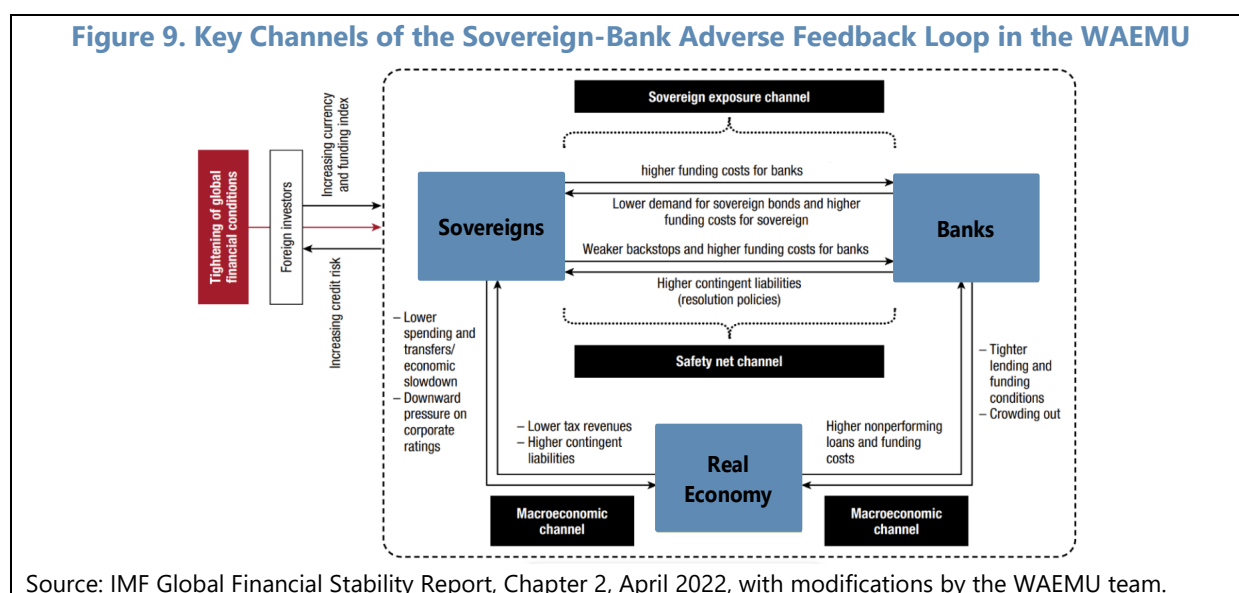 Figure 9. Key Channels of the Sovereign-Bank Adverse Feedback Loop in the WAEMU
Sovereign exposure channel
Tightening of global
financial conditions
Foreign investors
Increasing currency
and funding index
Increasing credit risk
higher funding costs for banks
Lower demand for sovereign bonds and higher
funding costs for sovereign
Sovereigns
Banks
Weaker backstops and higher funding costs for banks
Higher contingent liabilities
(resolution policies)
Safety net channel
– Lower
spending and
transfers/
economic
slowdown
– Downward
pressure on
corporate
ratings
– Tighter
lending and
funding
conditions
– Crowding out
– Lower tax revenues
– Higher contingent
liabilities
Real
Economy
Higher nonperforming
loans and funding
costs
Macroeconomic
channel
Macroeconomic
channel
Source: IMF Global Financial Stability Report, Chapter 2, April 2022, with modifications by the WAEMU team.